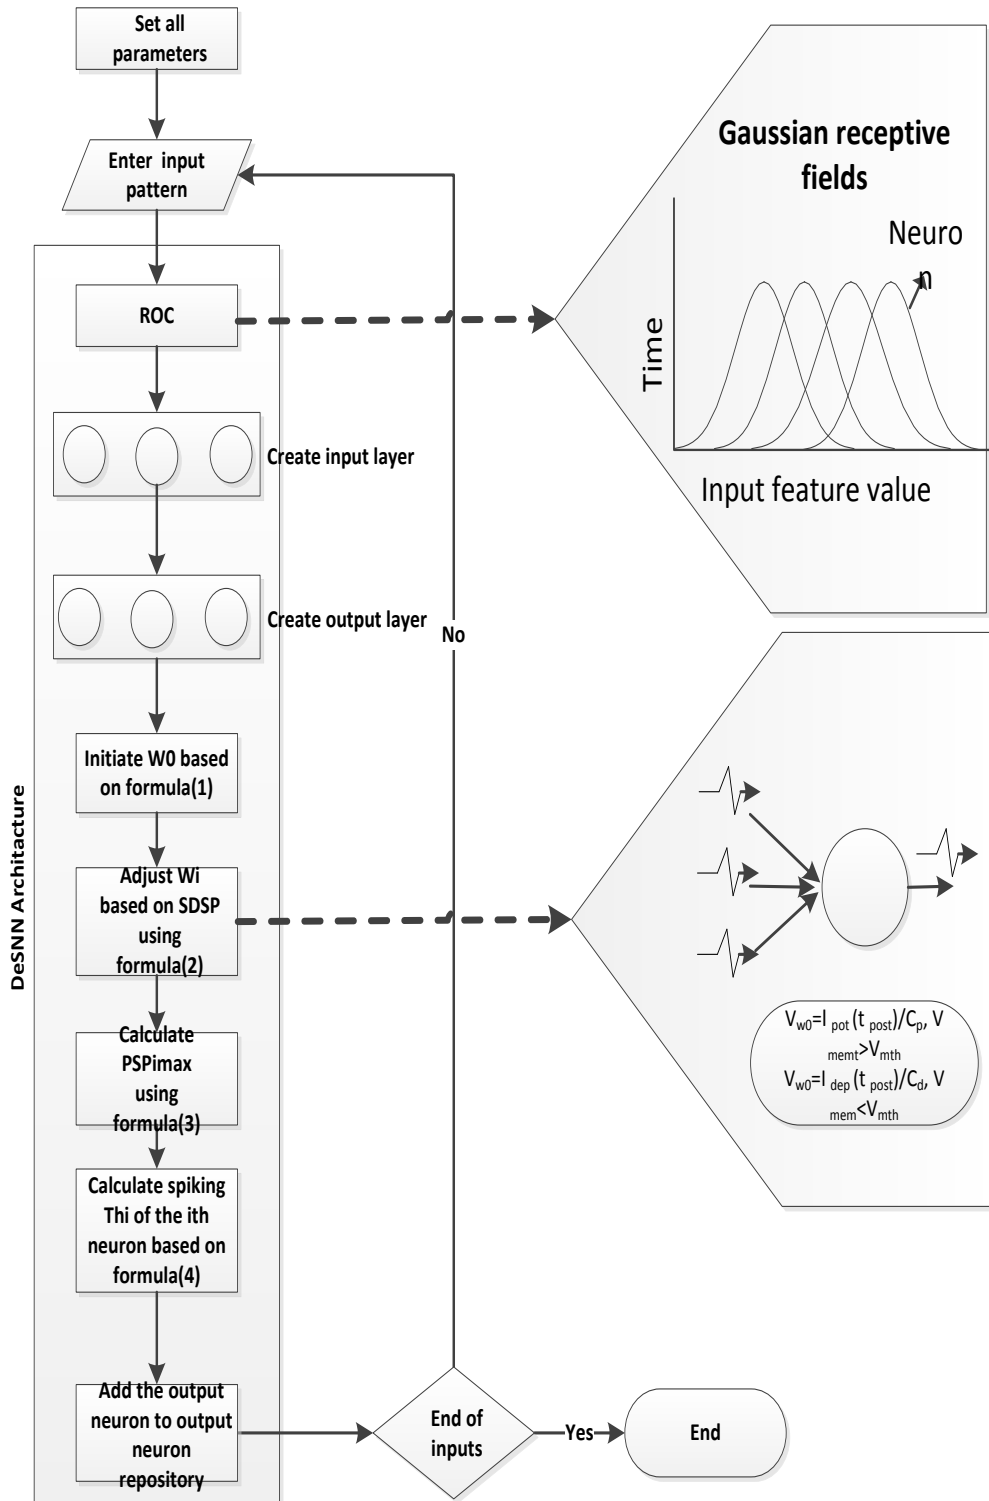 Set all
parameters
Enter input
pattern
ROC
Create input layer
Create output layer
Initiate W0 based
on formula(1)
Adjust Wi
based on SDSP
using
formula(2)
Calculate
PSPimax
using
formula(3)
Calculate spiking
Thi of the ith
neuron based on
formula(4)
Add the output
neuron to output
neuron
repository
DeSNN Architacture
End of
inputs
No
Yes
End
Gaussian receptive
fields
Neuro
n
Time
Input feature value
Vw0=I pot (t post)/Cp, V
memt>Vmth
Vw0=I dep (t post)/Cd, V
mem<Vmth